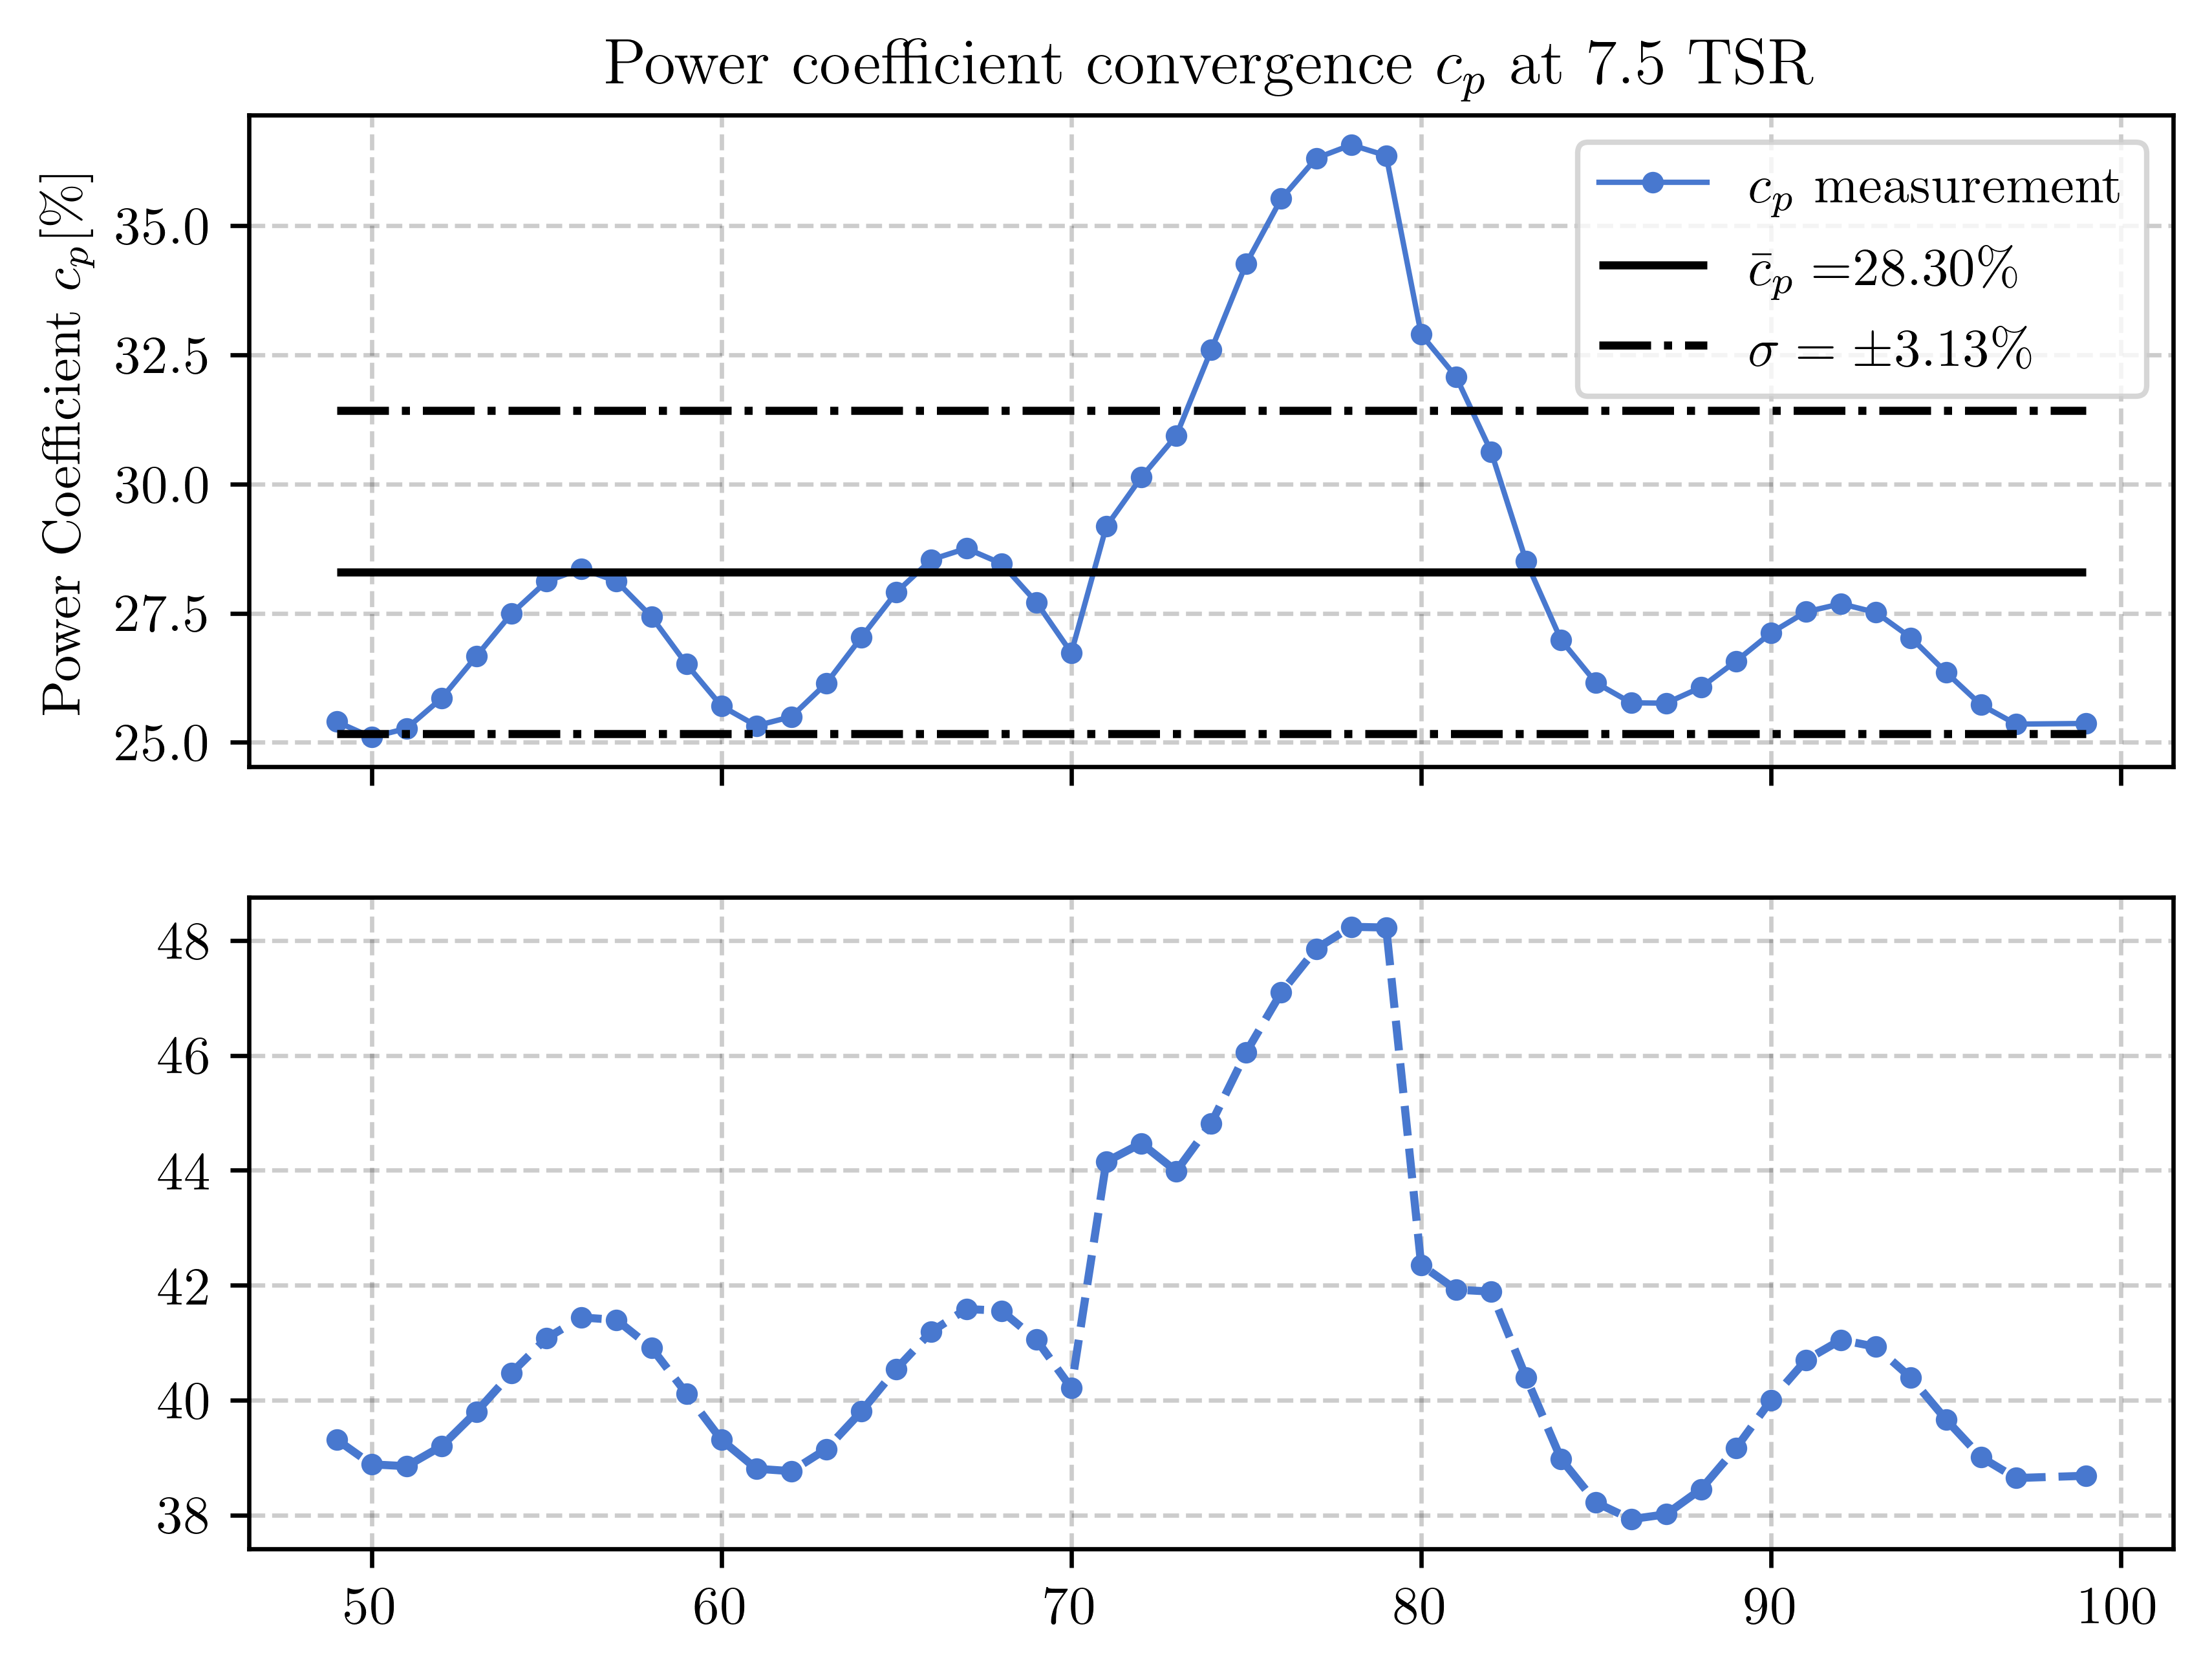 Power coefficient convergence c_p at 7.5 TSR
Power Coefficient c_p[%]
35.0
32.5
30.0
27.5
25.0
c_p measurement
c̄_p =28.30%
σ = ±3.13%
48
46
44
42
40
38
50 60 70 80 90 100